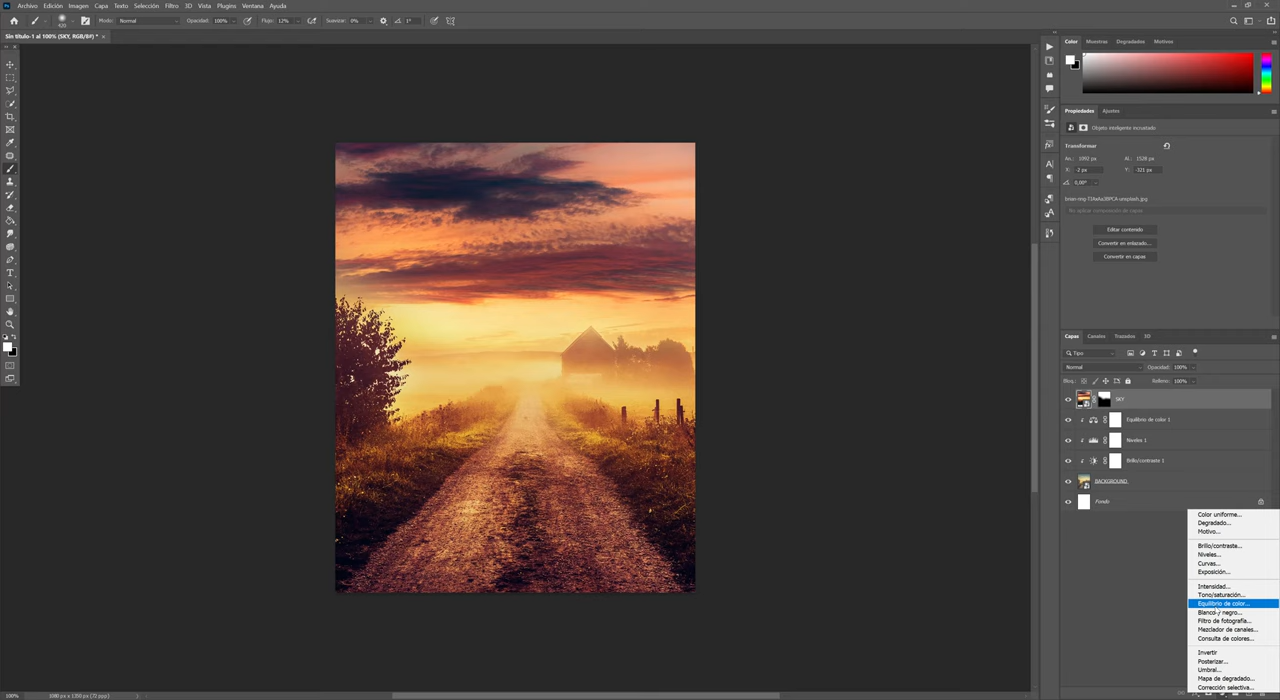 Archivo Edición Imagen Capa Texto Selección Filtro 3D Vista Plugins Ventana Ayuda
Modo: Normal Opacidad: 100% Flujo: 12% Suavizar: 0% 1°
Sin título-1 al 100% (SKY, RGB/8#) *
Color Muestras Degradados Motivos
Propiedades Ajustes
Objeto inteligente incrustado
Transformar
An.: 1092 px Al.: 1528 px
X: -2 px Y: -321 px
0,00°
No aplicar composición de capas
Editar contenido
Convertir en enlazado...
Convertir en capas
Capas Canales Trazados 3D
Tipo
Normal Opacidad: 100%
Bloq.: Relleno: 100%
SKY
Equilibrio de color 1
Niveles 1
Brillo/contraste 1
BACKGROUND
Fondo
Color uniforme...
Degradado...
Motivo...
Brillo/contraste...
Niveles...
Curvas...
Exposición...
Intensidad...
Tono/saturación...
Equilibrio de color...
Blanco y negro...
Filtro de fotografía...
Mezclador de canales...
Consulta de colores...
Invertir
Posterizar...
Umbral...
Mapa de degradado...
Corrección selectiva...
100% 1080 px x 1350 px (72 ppp)